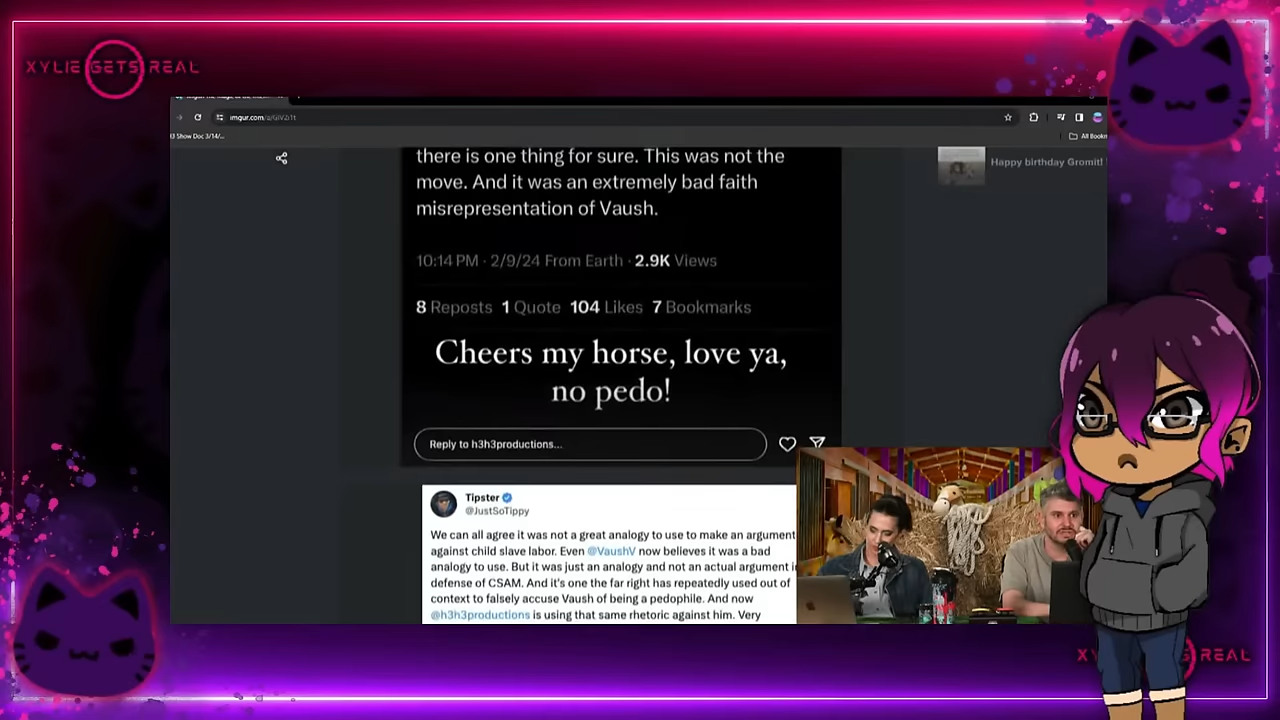 XYLIE GETS REAL
imgur.com/a/
Show Doc 3/14/...
All Bookm
there is one thing for sure. This was not the
move. And it was an extremely bad faith
misrepresentation of Vaush.
Happy birthday Gromit!
10:14 PM · 2/9/24 From Earth · 2.9K Views
8 Reposts 1 Quote 104 Likes 7 Bookmarks
Cheers my horse, love ya,
no pedo!
Reply to h3h3productions...
Tipster
@JustSoTippy
We can all agree it was not a great analogy to use to make an argument
against child slave labor. Even @VaushV now believes it was a bad
analogy to use. But it was just an analogy and not an actual argument
defense of CSAM. And it's one the far right has repeatedly used out of
context to falsely accuse Vaush of being a pedophile. And now
@h3h3productions is using that same rhetoric against him. Very
REAL